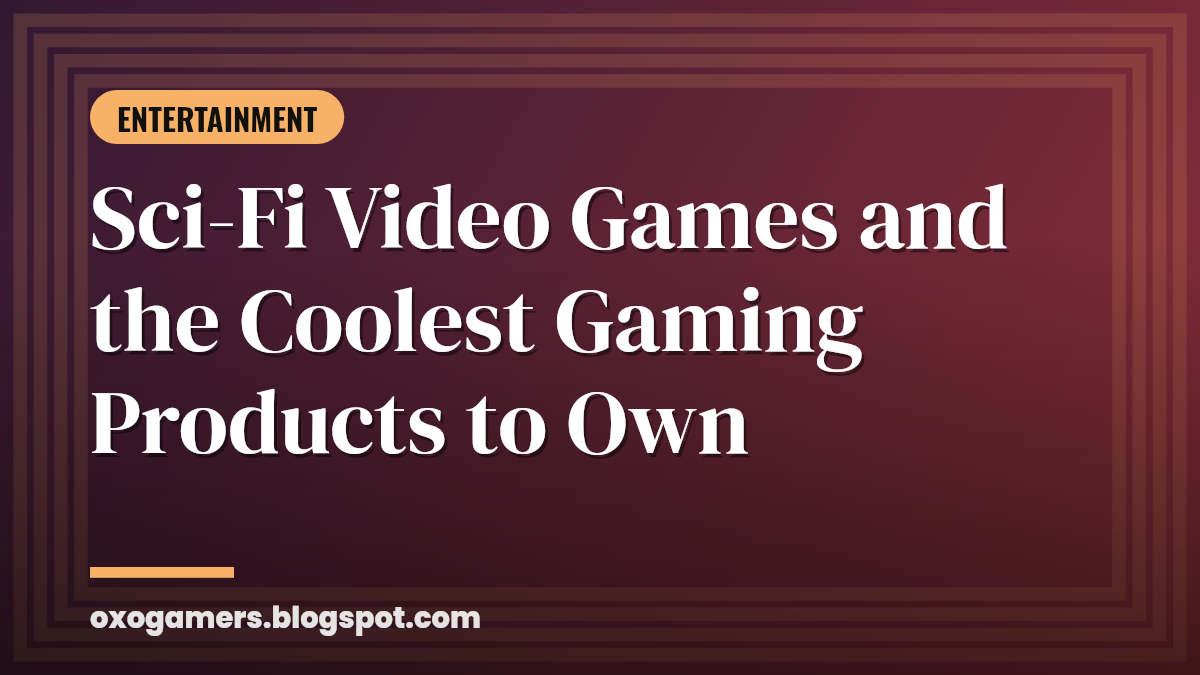 ENTERTAINMENT
Sci-Fi Video Games and
the Coolest Gaming
Products to Own
oxogamers.blogspot.com